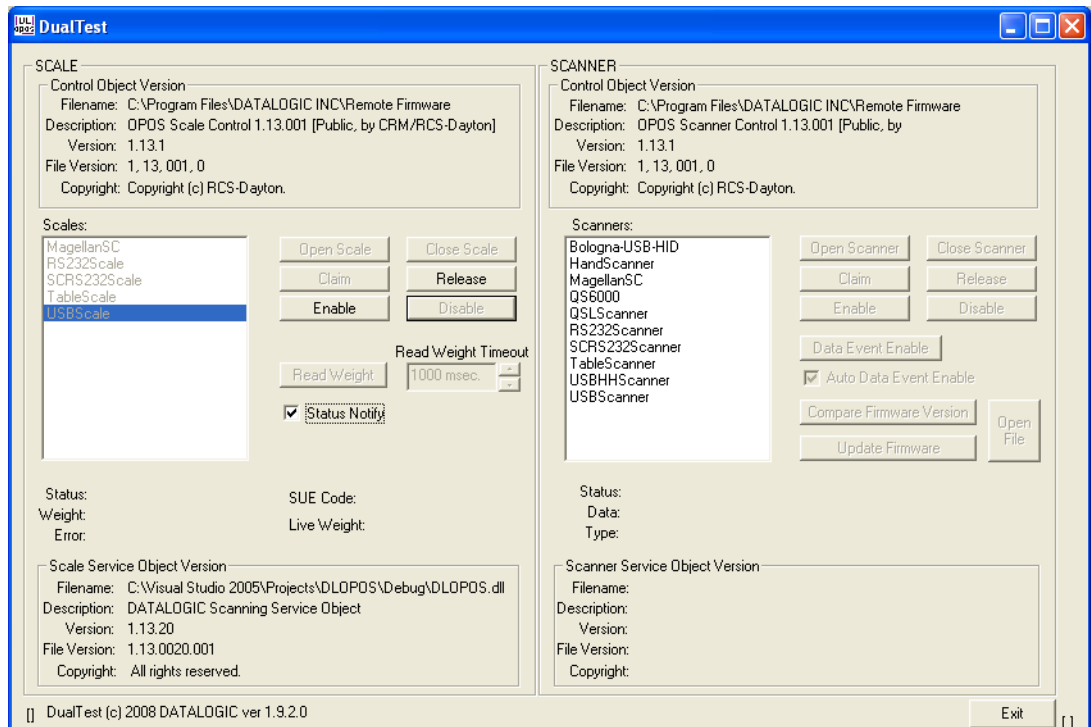 UL
opos
DualTest
SCALE
Control Object Version
Filename: C:\Program Files\DATALOGIC INC\Remote Firmware
Description: OPOS Scale Control 1.13.001 [Public, by CRM/RCS-Dayton]
Version: 1.13.1
File Version: 1, 13, 001, 0
Copyright: Copyright (c) RCS-Dayton.
Scales:
MagellanSC
RS232Scale
SCRS232Scale
TableScale
USBScale
Open Scale
Close Scale
Claim
Release
Enable
Disable
Read Weight Timeout
Read Weight
1000 msec.
Status Notify
Status:
Weight:
Error:
SUE Code:
Live Weight:
Scale Service Object Version
Filename: C:\Visual Studio 2005\Projects\DLOPOS\Debug\DLOPOS.dll
Description: DATALOGIC Scanning Service Object
Version: 1.13.20
File Version: 1.13.0020.001
Copyright: All rights reserved.
SCANNER
Control Object Version
Filename: C:\Program Files\DATALOGIC INC\Remote Firmware
Description: OPOS Scanner Control 1.13.001 [Public, by
Version: 1.13.1
File Version: 1, 13, 001, 0
Copyright: Copyright (c) RCS-Dayton.
Scanners:
Bologna-USB-HID
HandScanner
MagellanSC
QS6000
QSLScanner
RS232Scanner
SCRS232Scanner
TableScanner
USBHHScanner
USBScanner
Open Scanner
Close Scanner
Claim
Release
Enable
Disable
Data Event Enable
Auto Data Event Enable
Compare Firmware Version
Update Firmware
Open
File
Status:
Data:
Type:
Scanner Service Object Version
Filename:
Description:
Version:
File Version:
Copyright:
[] DualTest (c) 2008 DATALOGIC ver 1.9.2.0
Exit
[ ]